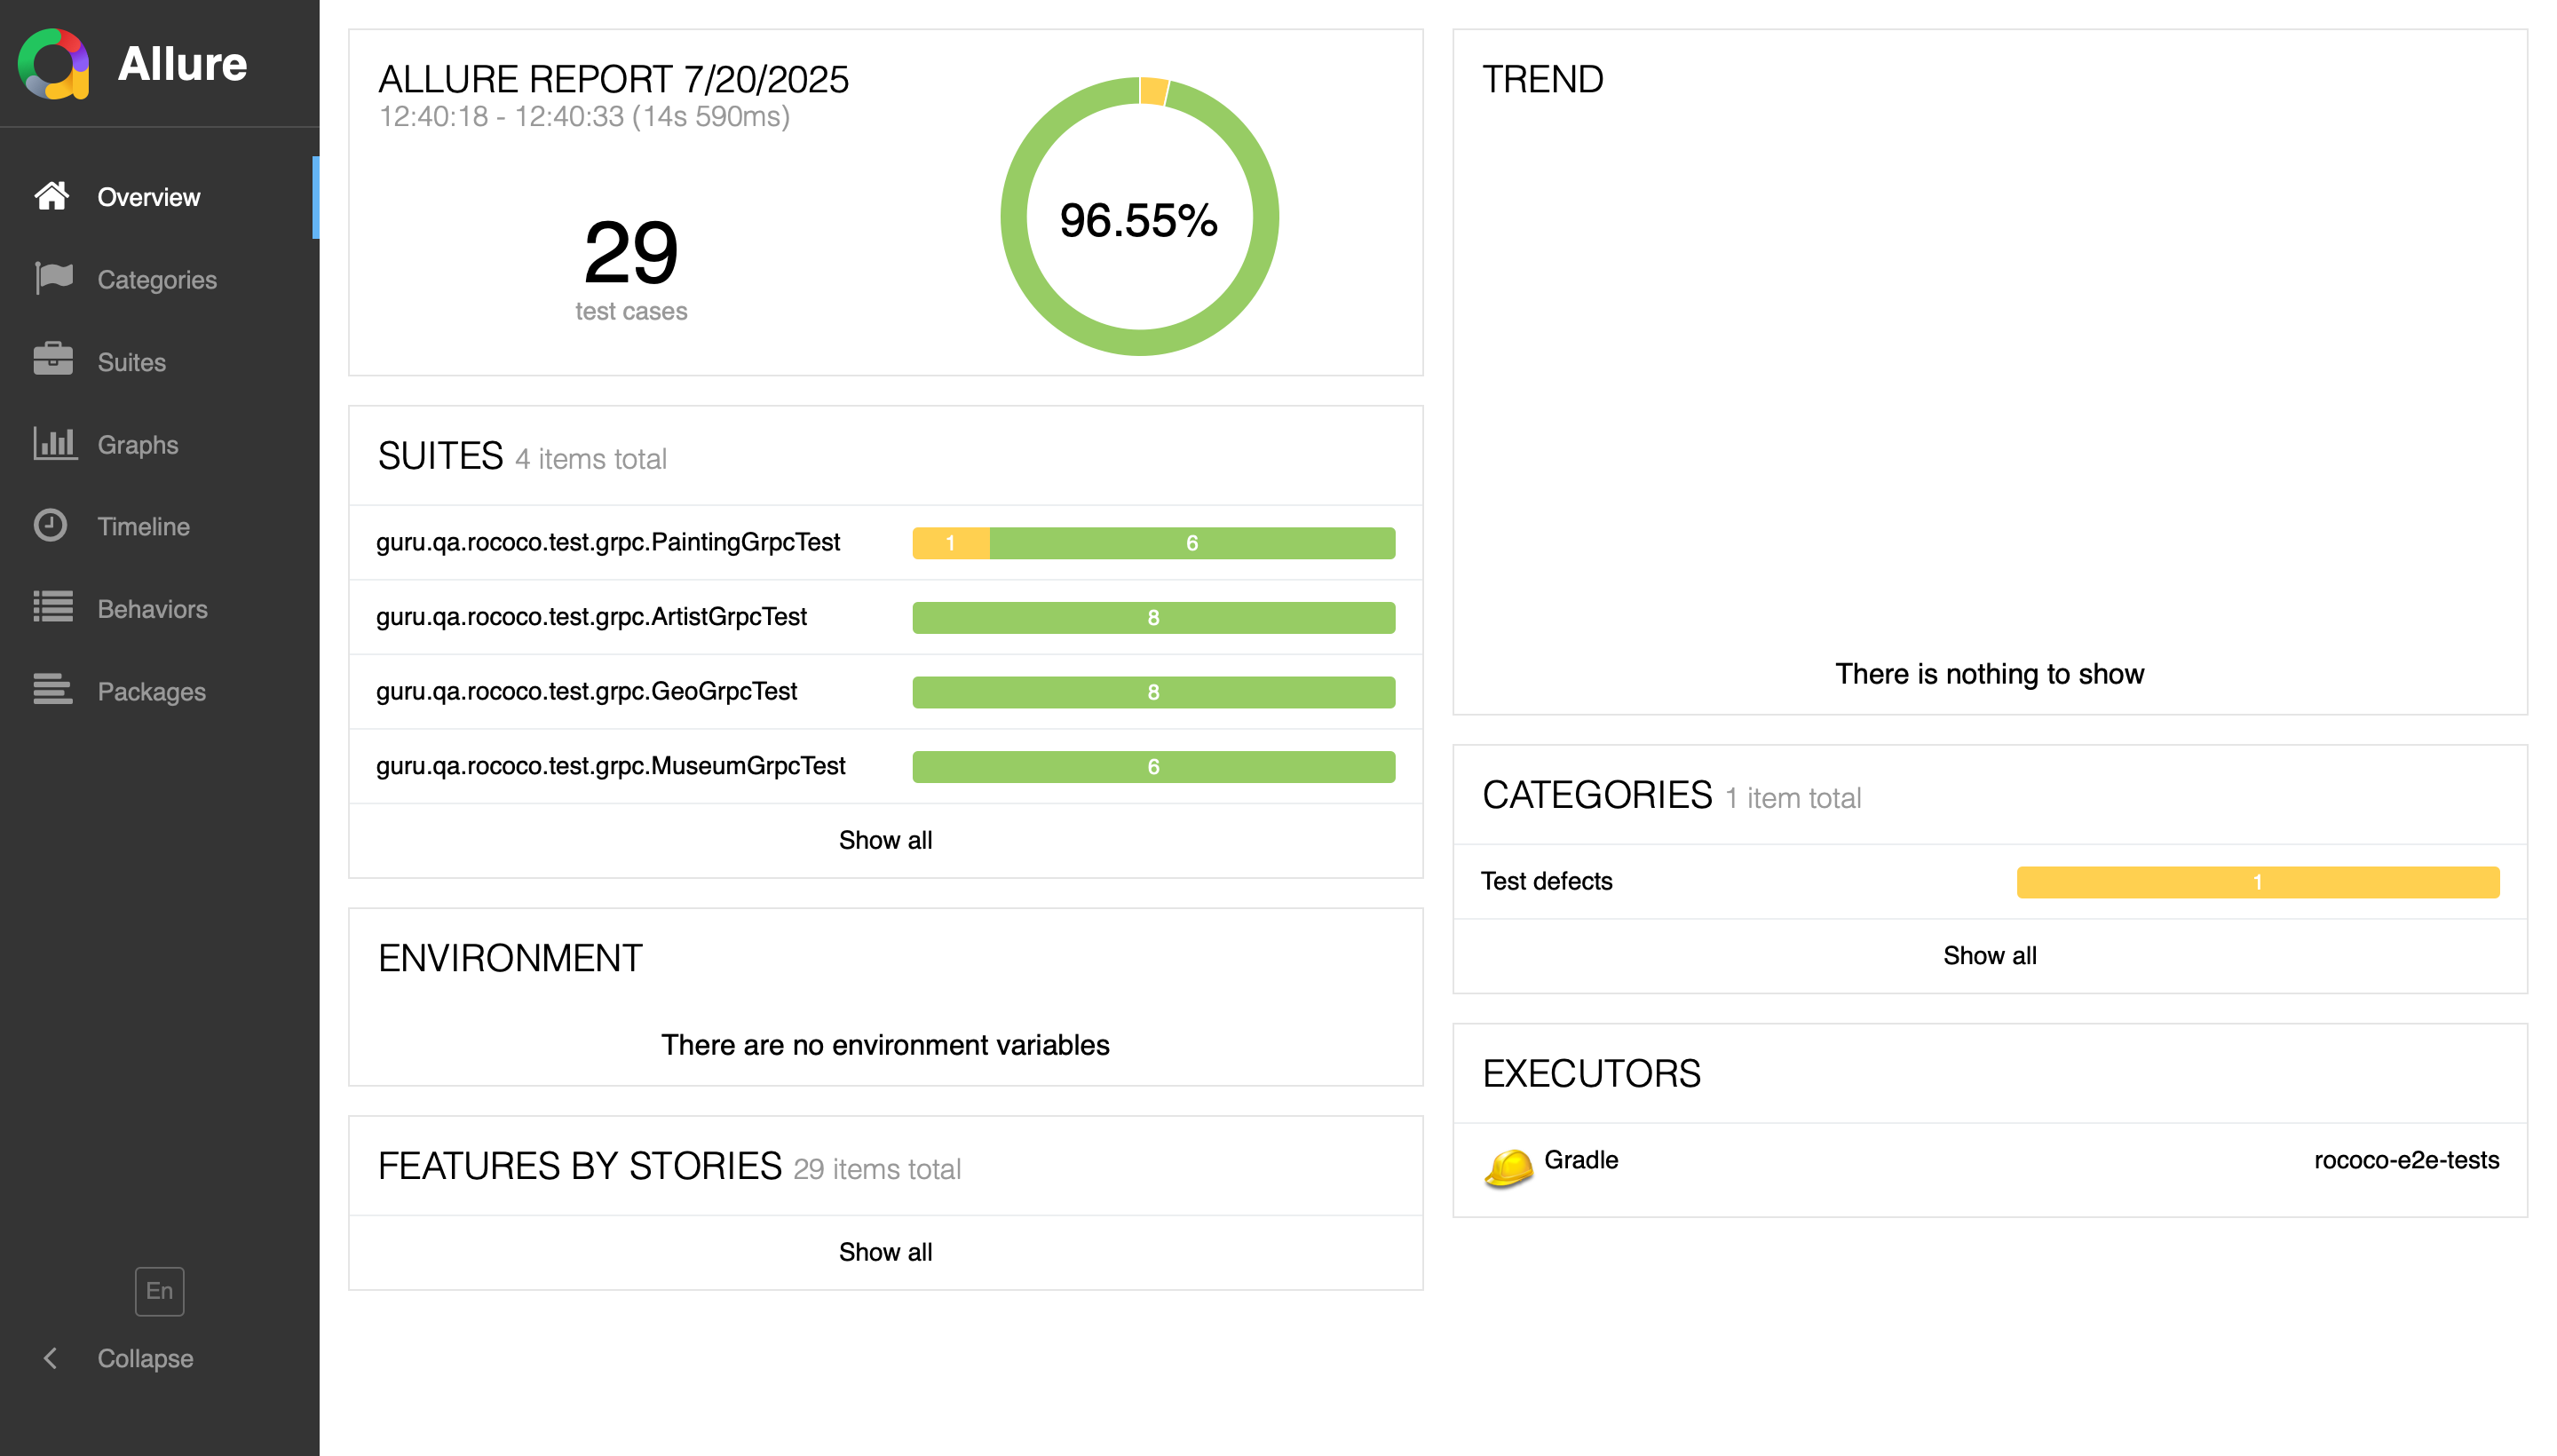 Allure
Overview
Categories
Suites
Graphs
Timeline
Behaviors
Packages
En
Collapse
ALLURE REPORT 7/20/2025
12:40:18 - 12:40:33 (14s 590ms)
29
test cases
96.55%
SUITES 4 items total
guru.qa.rococo.test.grpc.PaintingGrpcTest 1 6
guru.qa.rococo.test.grpc.ArtistGrpcTest 8
guru.qa.rococo.test.grpc.GeoGrpcTest 8
guru.qa.rococo.test.grpc.MuseumGrpcTest 6
Show all
ENVIRONMENT
There are no environment variables
FEATURES BY STORIES 29 items total
Show all
TREND
There is nothing to show
CATEGORIES 1 item total
Test defects 1
Show all
EXECUTORS
Gradle rococo-e2e-tests